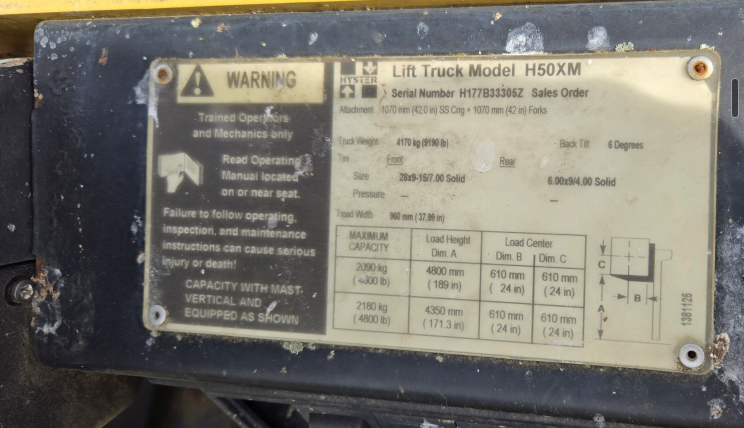 WARNING
Trained Operators
and Mechanics only
Read Operating
Manual located
on or near seat.
Failure to follow operating,
inspection, and maintenance
instructions can cause serious
injury or death!
CAPACITY WITH MAST
VERTICAL AND
EQUIPPED AS SHOWN
HYSTER
Lift Truck Model H50XM
Serial Number H177B33305Z Sales Order
Attachment 1070 mm (42.0 in) SS Crrg + 1070 mm (42 in) Forks
Truck Weight 4170 kg (9190 lb) Back Tilt 6 Degrees
Tire Front Rear
Size 28x9-15/7.00 Solid 6.00x9/4.00 Solid
Pressure — —
Tread Width 960 mm (37.99 in)
MAXIMUM CAPACITY Load Height Dim. A Load Center Dim. B Dim. C
2090 kg 4800 mm 610 mm 610 mm
(189 in) (24 in) (24 in)
2180 kg 4350 mm 610 mm 610 mm
(4800 lb) (171.3 in) (24 in) (24 in)
C
B
A
1381125